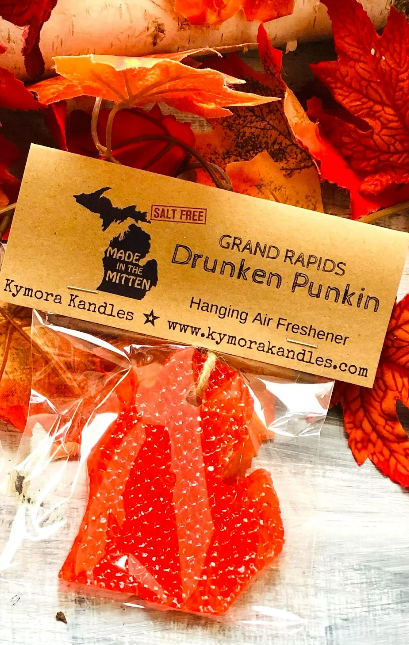 SALT FREE
GRAND RAPIDS
Drunken Punkin
MADE
IN THE
MITTEN
Hanging Air Freshener
Kymora Kandles ☆ www.kymorakandles.com